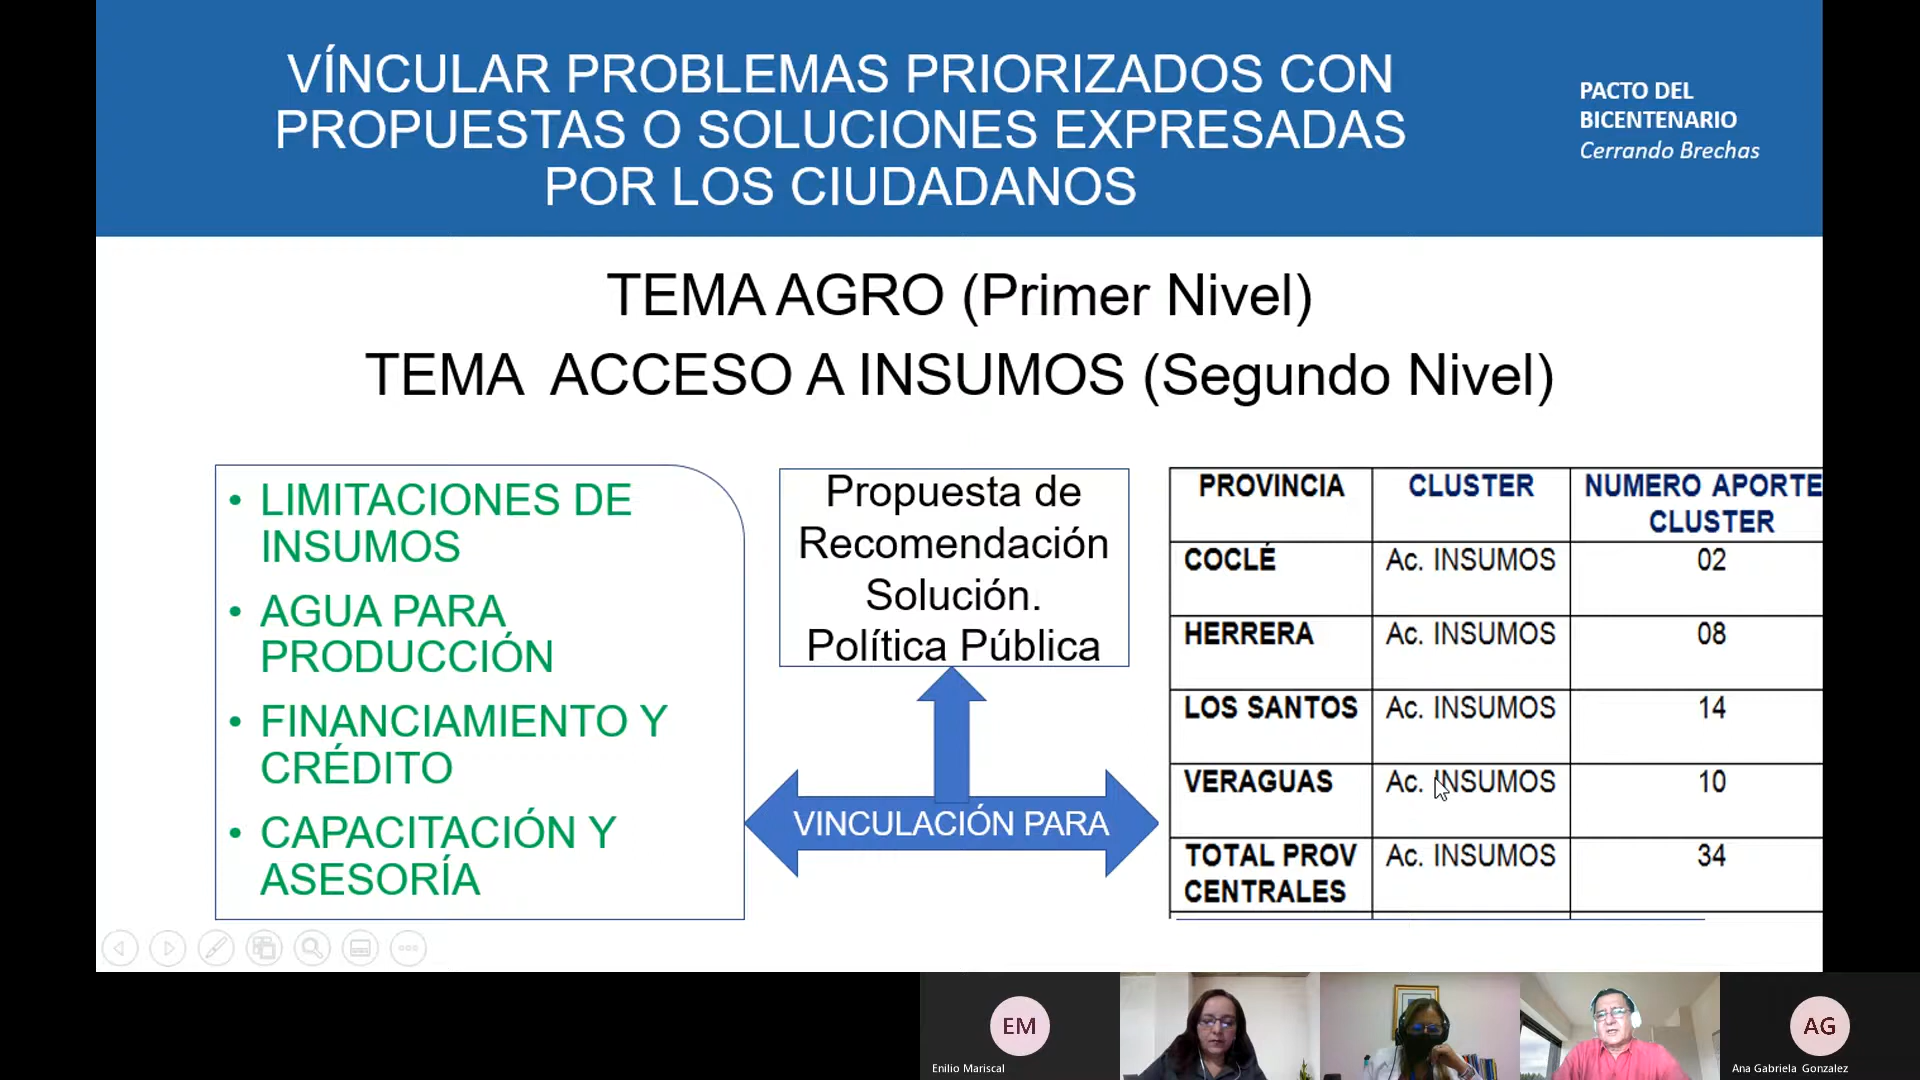 VÍNCULAR PROBLEMAS PRIORIZADOS CON
PROPUESTAS O SOLUCIONES EXPRESADAS
POR LOS CIUDADANOS
PACTO DEL
BICENTENARIO
Cerrando Brechas
TEMA AGRO (Primer Nivel)
TEMA ACCESO A INSUMOS (Segundo Nivel)
• LIMITACIONES DE
INSUMOS
• AGUA PARA
PRODUCCIÓN
• FINANCIAMIENTO Y
CRÉDITO
• CAPACITACIÓN Y
ASESORÍA
Propuesta de
Recomendación
Solución.
Política Pública
VINCULACIÓN PARA
PROVINCIA CLUSTER NUMERO APORTE
CLUSTER
COCLÉ Ac. INSUMOS 02
HERRERA Ac. INSUMOS 08
LOS SANTOS Ac. INSUMOS 14
VERAGUAS Ac. INSUMOS 10
TOTAL PROV Ac. INSUMOS 34
CENTRALES
EM
Enilio Mariscal
AG
Ana Gabriela Gonzalez